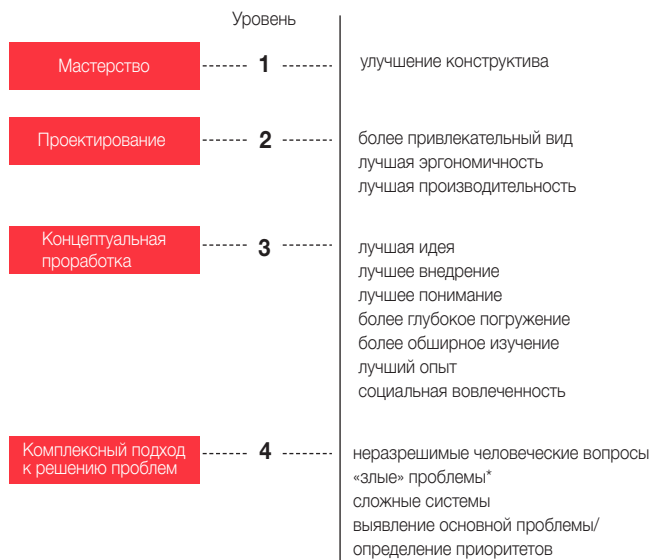 Уровень
Мастерство
1
улучшение конструктива
Проектирование
2
более привлекательный вид
лучшая эргономичность
лучшая производительность
Концептуальная
проработка
3
лучшая идея
лучшее внедрение
лучшее понимание
более глубокое погружение
более обширное изучение
лучший опыт
социальная вовлеченность
Комплексный подход
к решению проблем
4
неразрешимые человеческие вопросы
«злые» проблемы*
сложные системы
выявление основной проблемы/
определение приоритетов